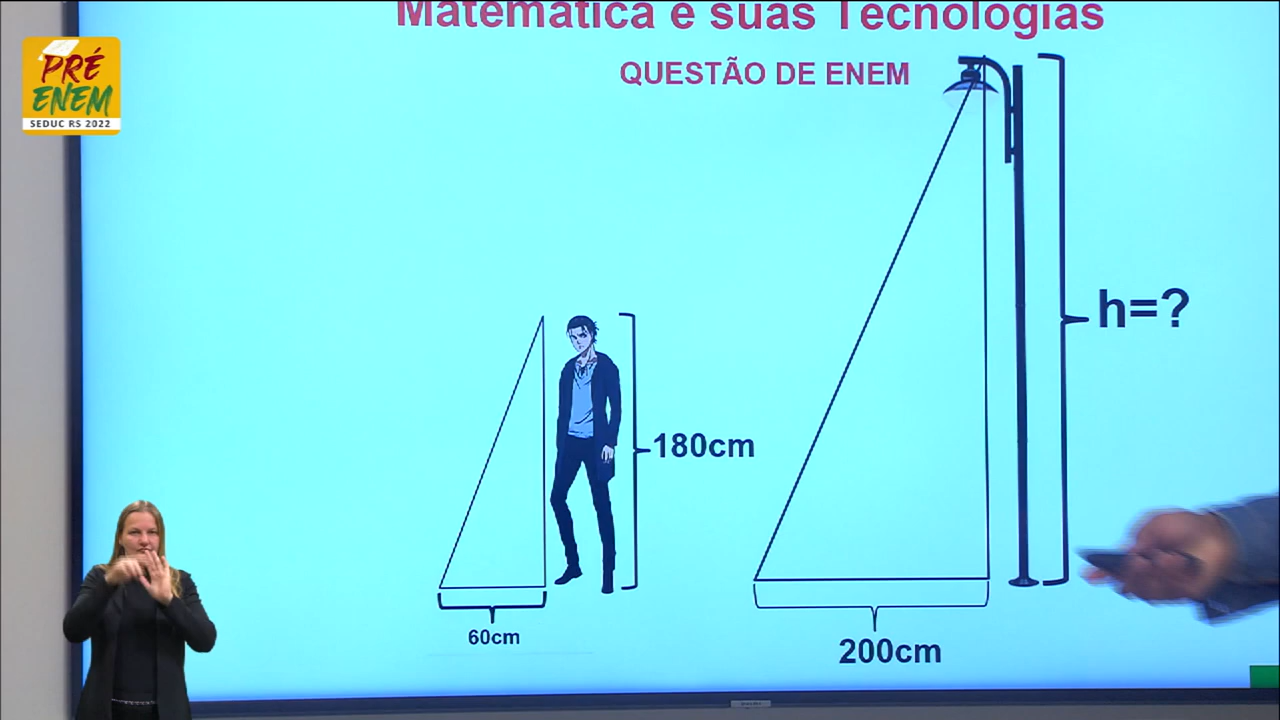 Matemática e suas Tecnologias
PRÉ
ENEM
SEDUC RS 2022
QUESTÃO DE ENEM
h=?
180cm
60cm
200cm